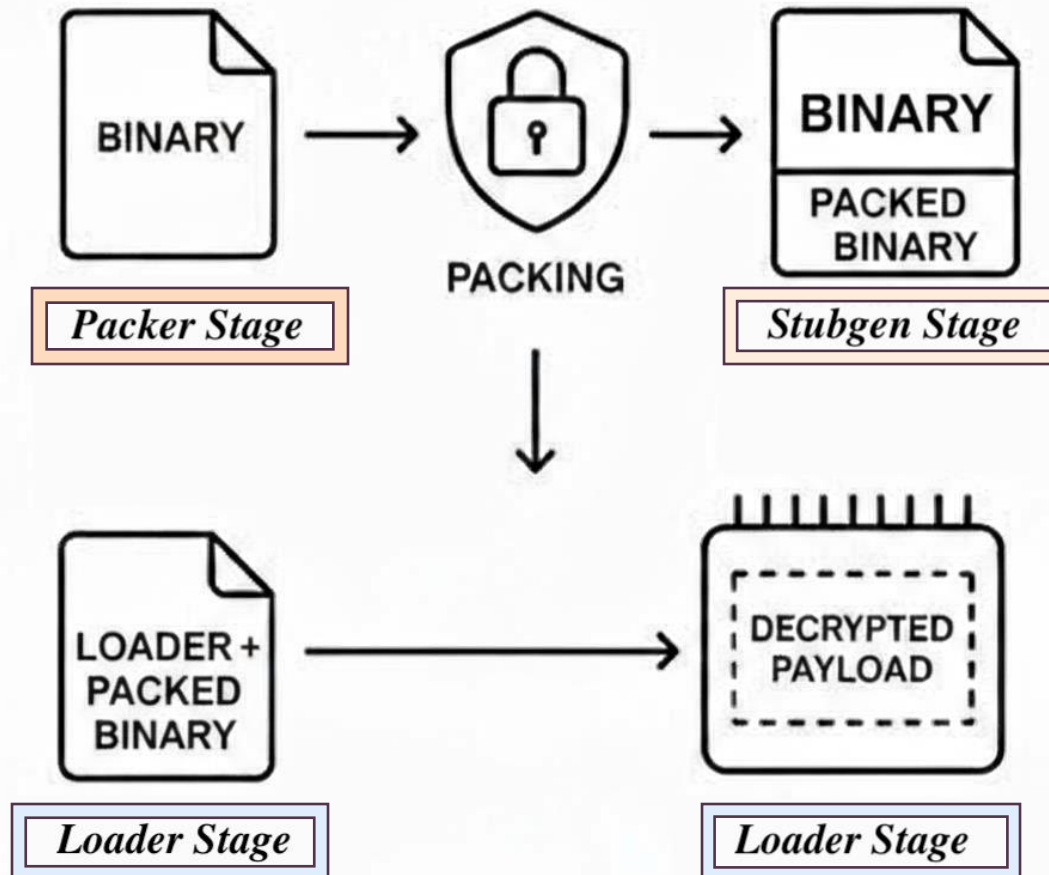 BINARY
BINARY
PACKED
BINARY
PACKING
Packer Stage
Stubgen Stage
LOADER +
PACKED
BINARY
DECRYPTED
PAYLOAD
Loader Stage
Loader Stage